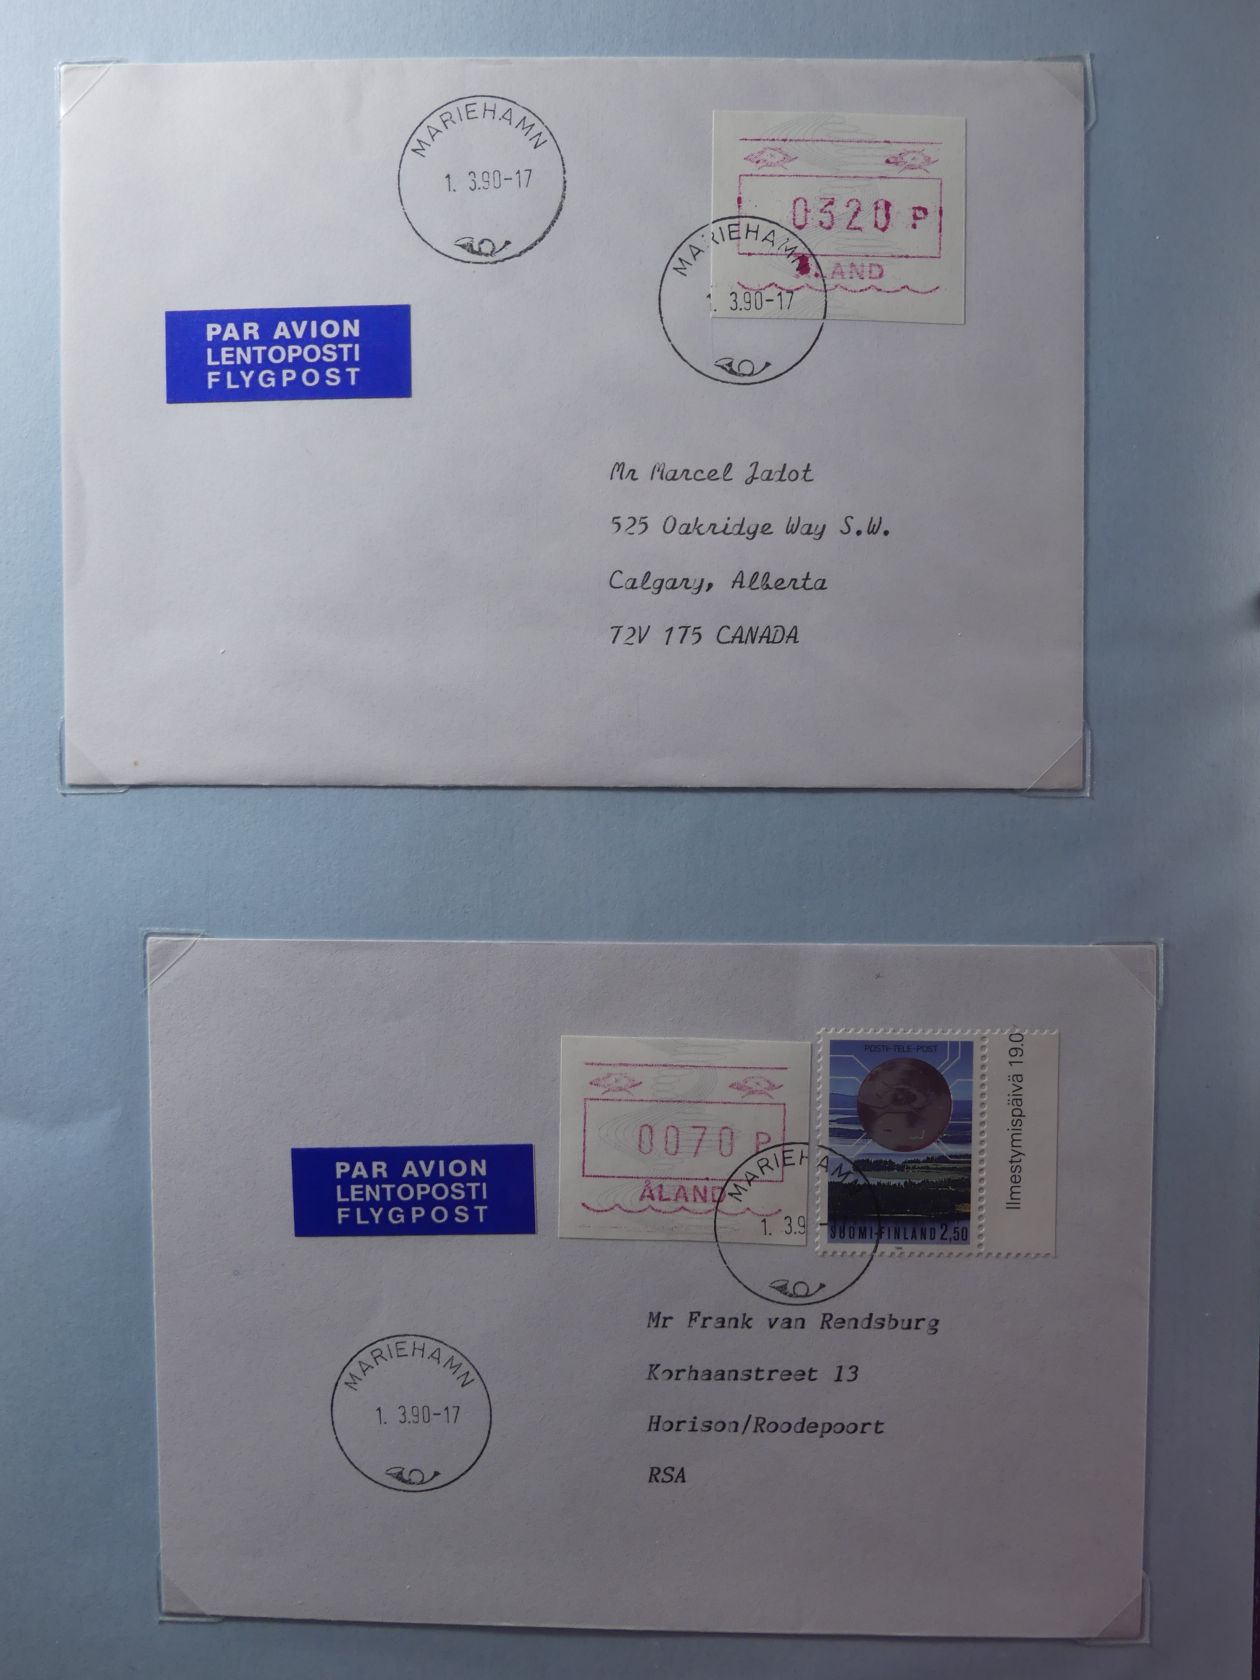 MARIEHAMN
1. 3.90-17
0320 P
ÅLAND
MARIEHAMN
1. 3.90-17
PAR AVION
LENTOPOSTI
FLYGPOST
Mr Marcel Jadot
525 Oakridge Way S.W.
Calgary, Alberta
72V 175 CANADA
POSTI-TELE-POST
Ilmestymispäivä 19.0
0070 P
ÅLAND
SUOMI-FINLAND 2,50
MARIEHAMN
1. 3.9 -
PAR AVION
LENTOPOSTI
FLYGPOST
Mr Frank van Rendsburg
Korhaanstreet 13
Horison/Roodepoort
RSA
MARIEHAMN
1. 3.90-17